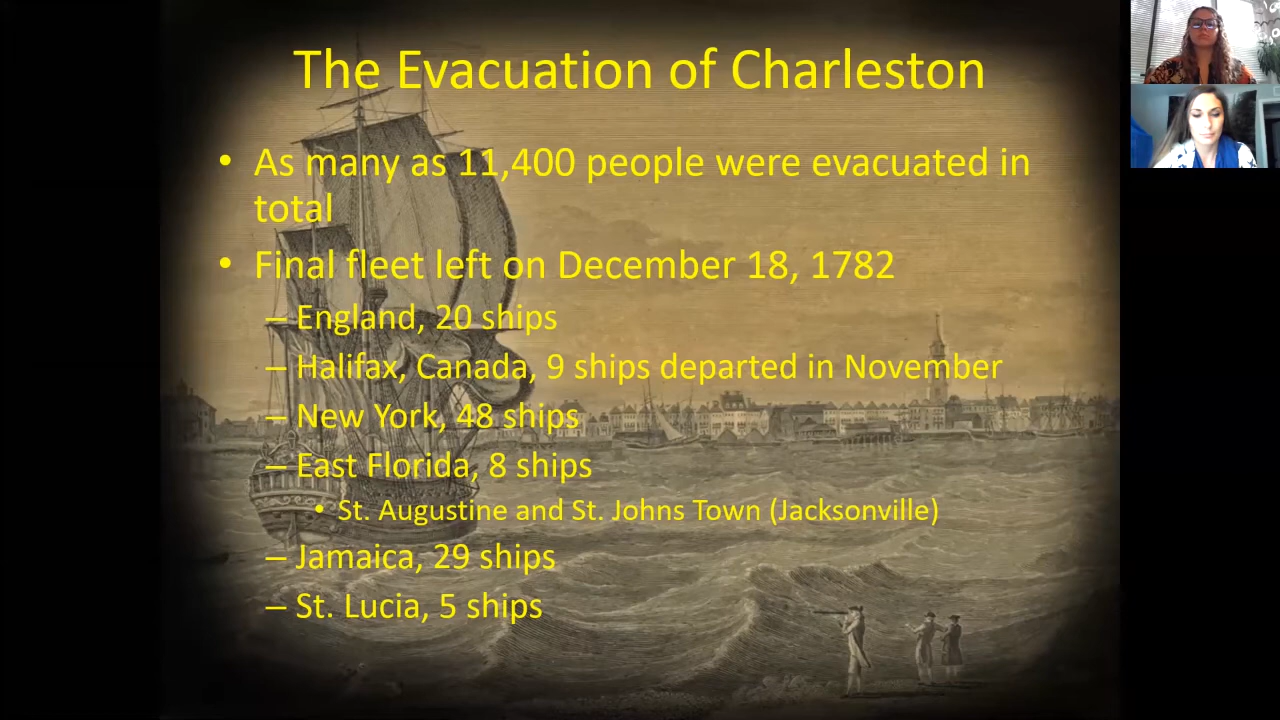 The Evacuation of Charleston
• As many as 11,400 people were evacuated in
total
• Final fleet left on December 18, 1782
– England, 20 ships
– Halifax, Canada, 9 ships departed in November
– New York, 48 ships
– East Florida, 8 ships
• St. Augustine and St. Johns Town (Jacksonville)
– Jamaica, 29 ships
– St. Lucia, 5 ships